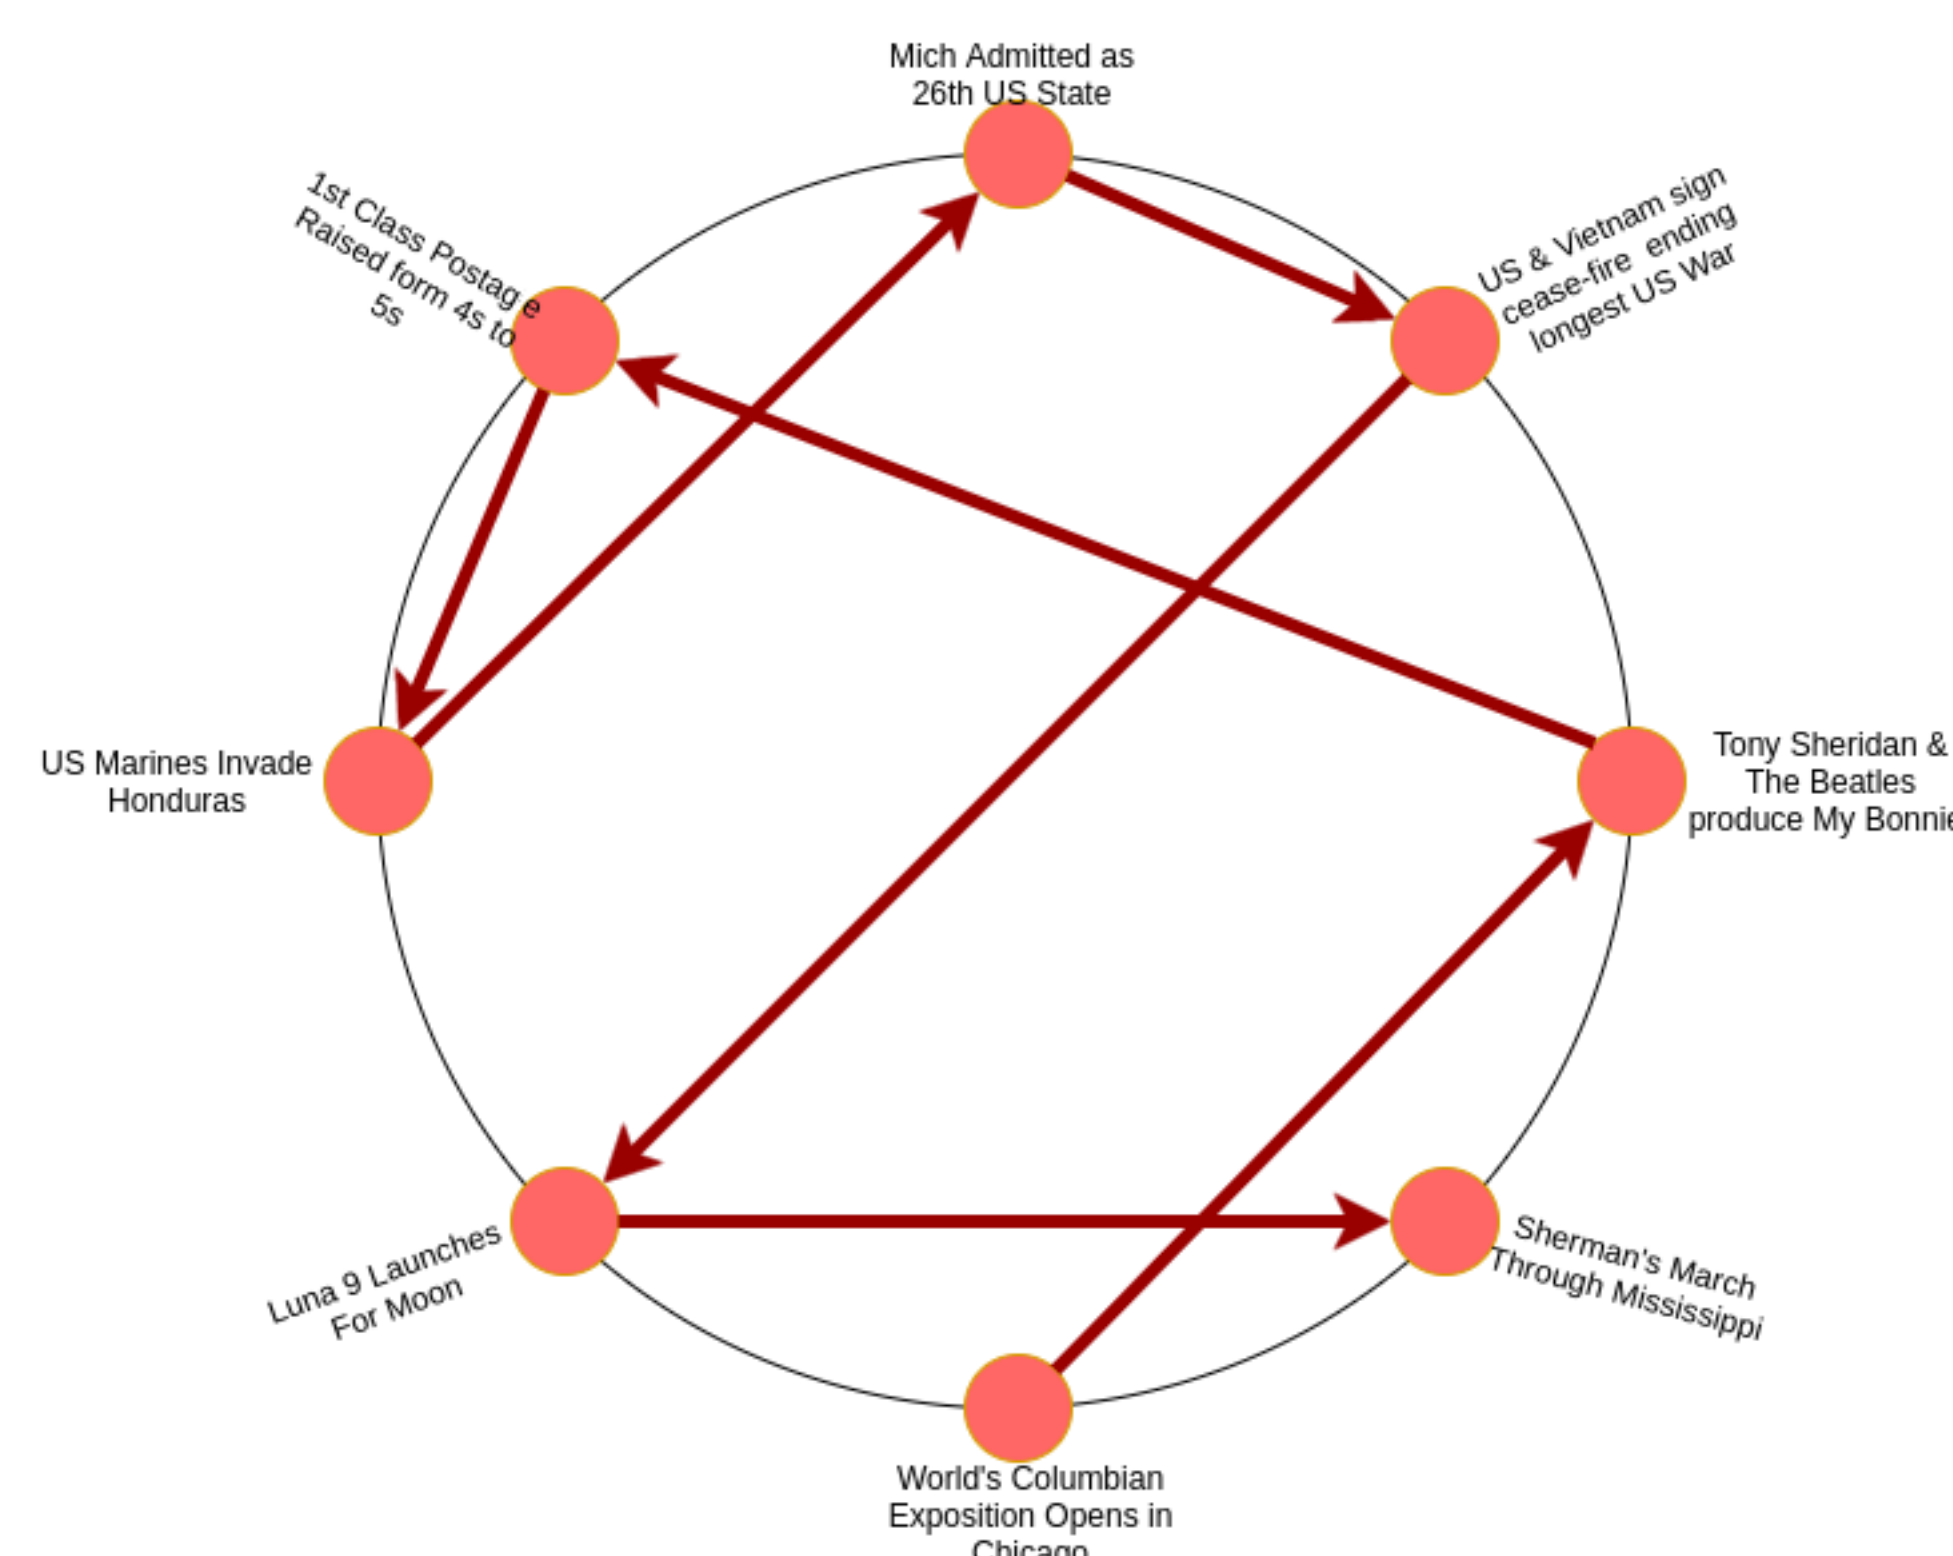 Mich Admitted as
26th US State
1st Class Postag e
Raised form 4s to
5s
US & Vietnam sign
cease-fire  ending
longest US War
US Marines Invade
Honduras
Tony Sheridan &
The Beatles
produce My Bonnie
Luna 9 Launches
For Moon
Sherman's March
Through Mississippi
World's Columbian
Exposition Opens in
Chicago